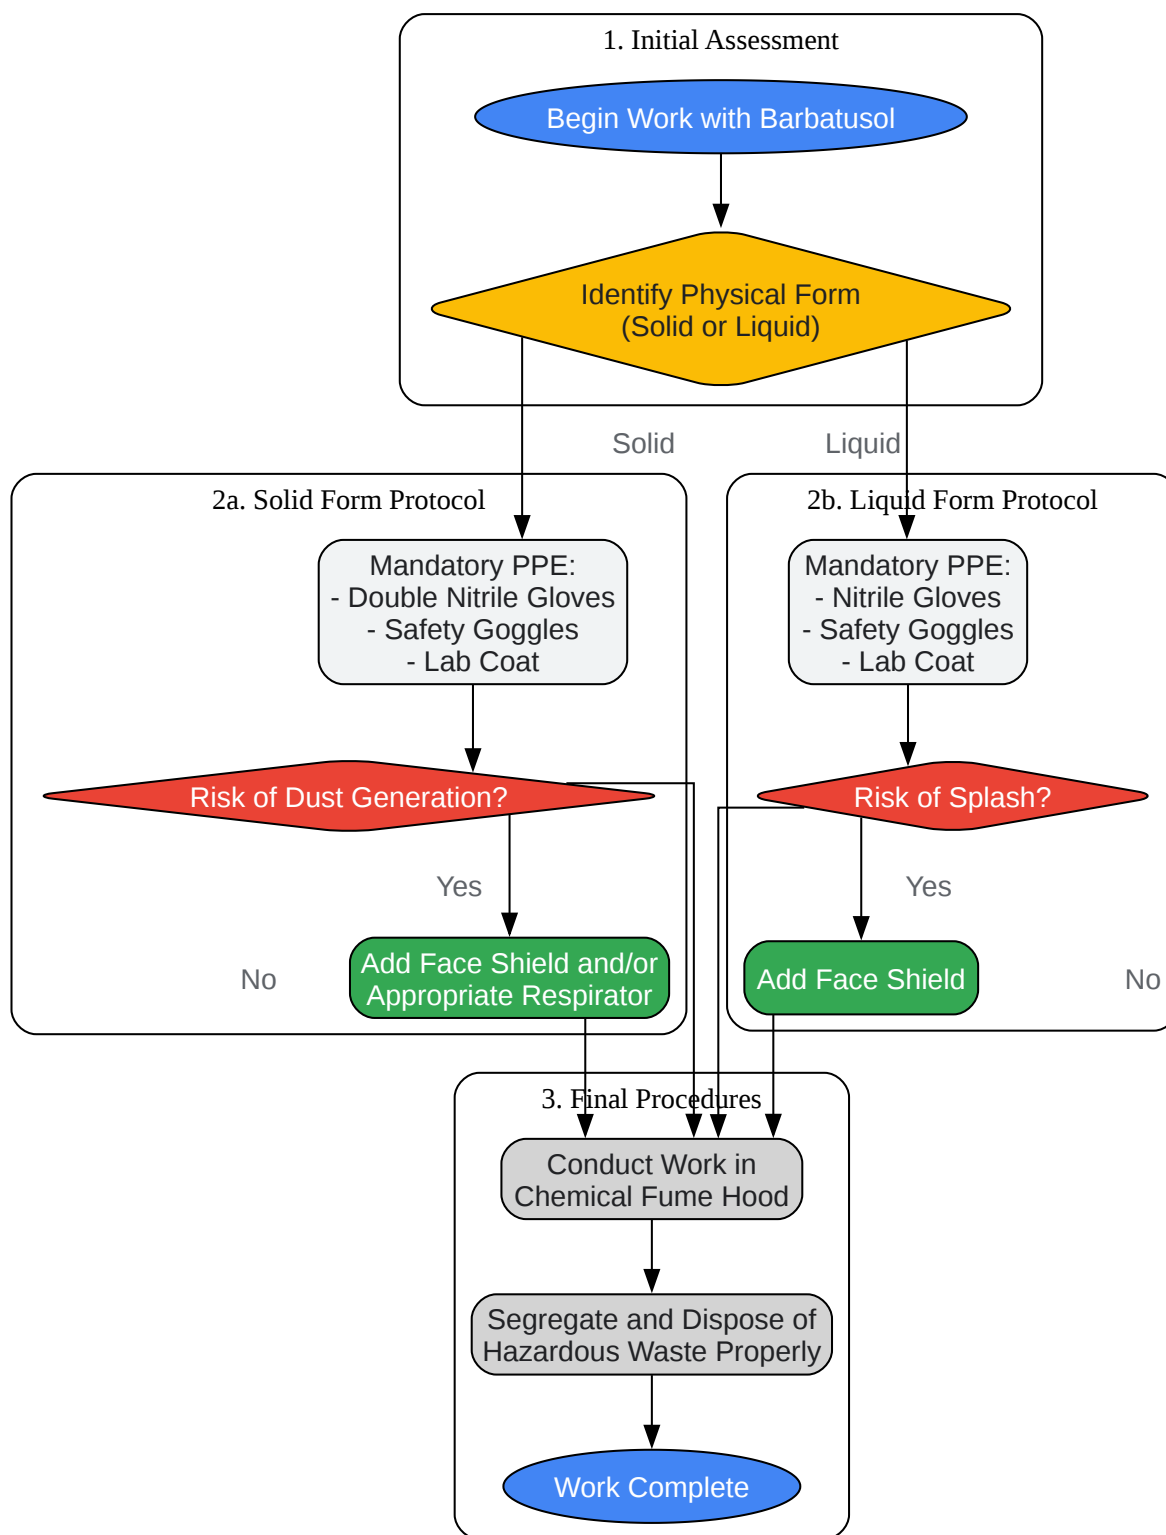 1. Initial Assessment
Begin Work with Barbatusol
Identify Physical Form
(Solid or Liquid)
Solid
Liquid
2a. Solid Form Protocol
Mandatory PPE:
- Double Nitrile Gloves
- Safety Goggles
- Lab Coat
Risk of Dust Generation?
Yes
No
Add Face Shield and/or
Appropriate Respirator
2b. Liquid Form Protocol
Mandatory PPE:
- Nitrile Gloves
- Safety Goggles
- Lab Coat
Risk of Splash?
Yes
Add Face Shield
No
3. Final Procedures
Conduct Work in
Chemical Fume Hood
Segregate and Dispose of
Hazardous Waste Properly
Work Complete